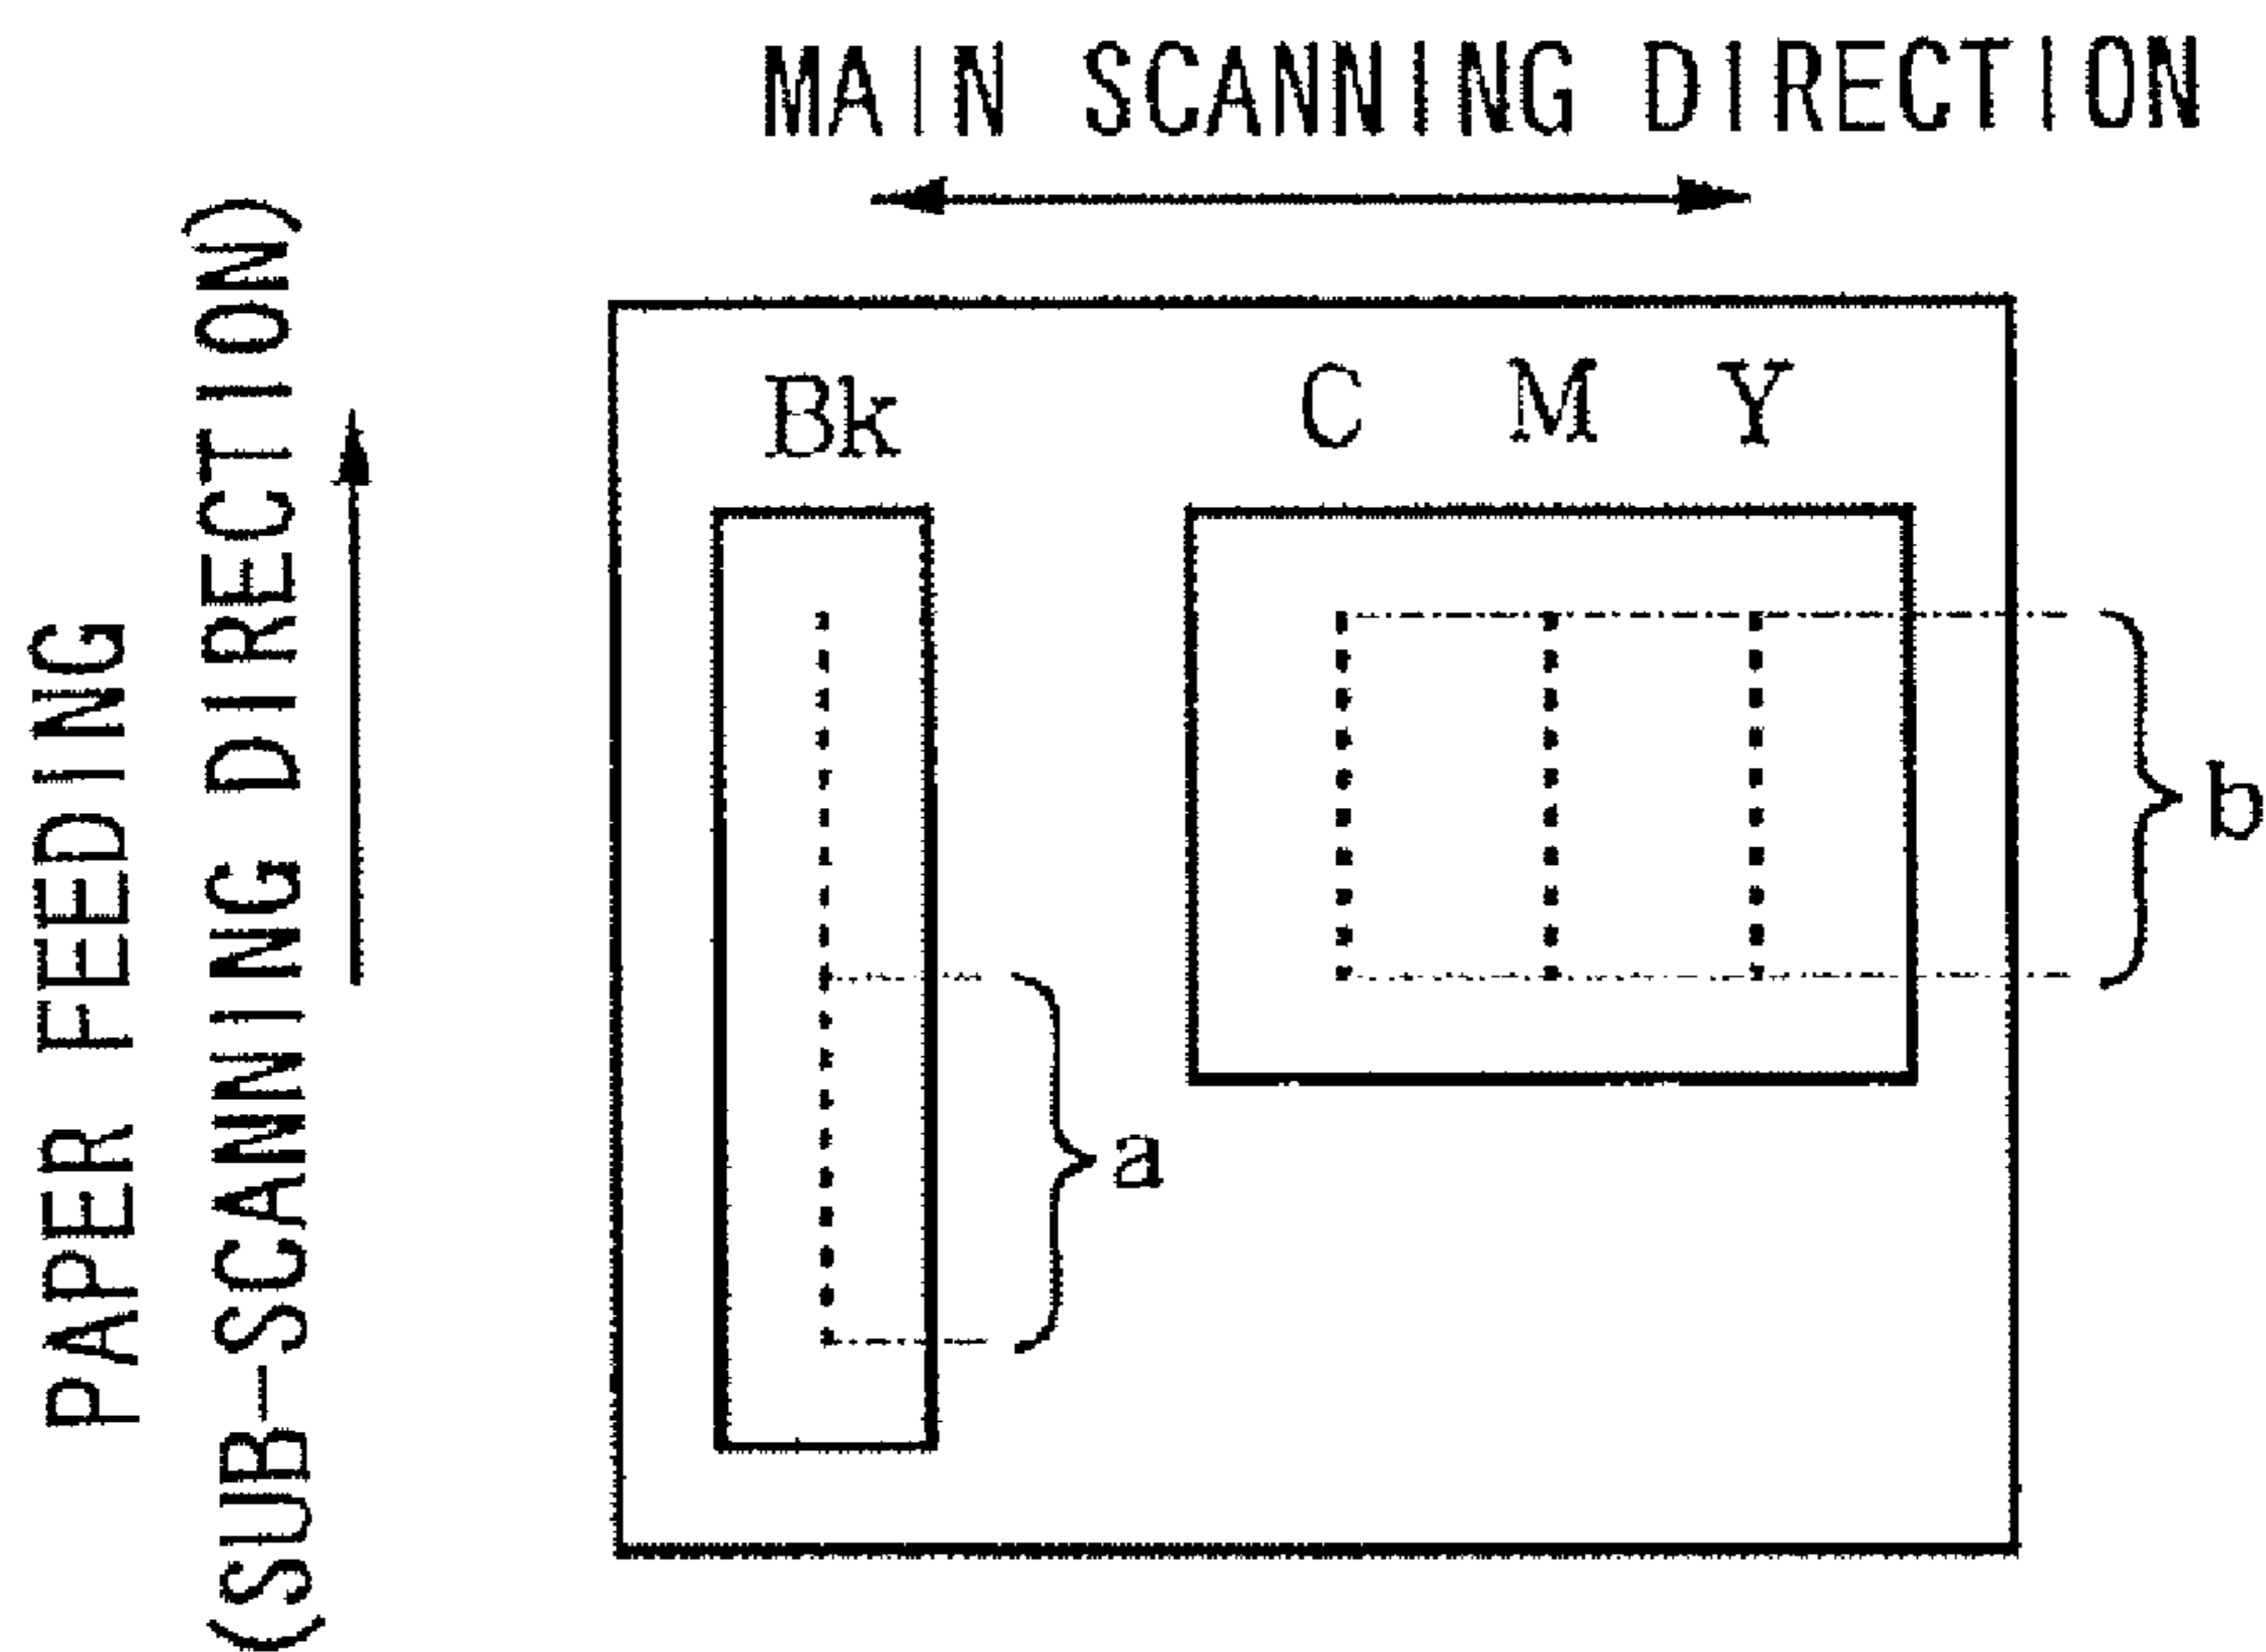 MAIN SCANNING DIRECTION
PAPER FEEDING
(SUB-SCANNING DIRECTION)
Bk C M Y
b
a